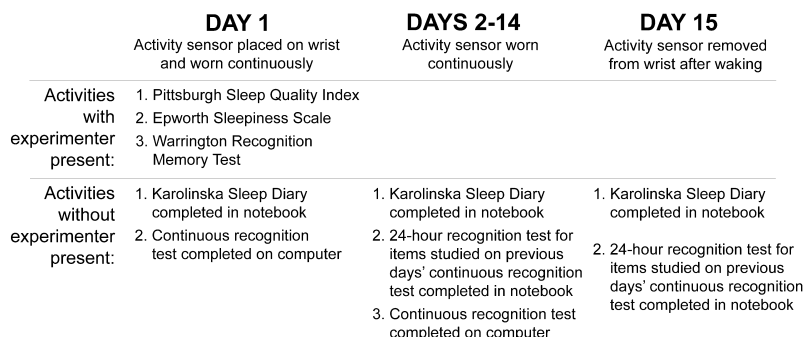 DAY 1
Activity sensor placed on wrist
and worn continuously
DAYS 2-14
Activity sensor worn
continuously
DAY 15
Activity sensor removed
from wrist after waking
Activities
with
experimenter
present:
1. Pittsburgh Sleep Quality Index
2. Epworth Sleepiness Scale
3. Warrington Recognition
Memory Test
Activities
without
experimenter
present:
1. Karolinska Sleep Diary
completed in notebook
2. Continuous recognition
test completed on computer
1. Karolinska Sleep Diary
completed in notebook
2. 24-hour recognition test for
items studied on previous
days' continuous recognition
test completed in notebook
3. Continuous recognition test
completed on computer
1. Karolinska Sleep Diary
completed in notebook
2. 24-hour recognition test for
items studied on previous
days' continuous recognition
test completed in notebook